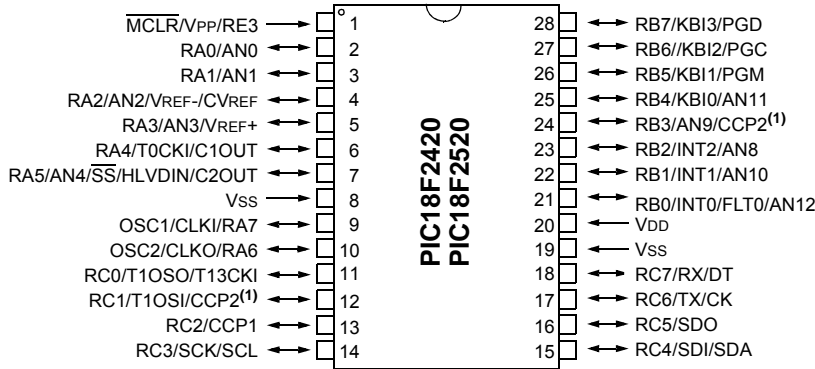 MCLR/VPP/RE3
RA0/AN0
RA1/AN1
RA2/AN2/VREF-/CVREF
RA3/AN3/VREF+
RA4/T0CKI/C1OUT
RA5/AN4/SS/HLVDIN/C2OUT
VSS
OSC1/CLKI/RA7
OSC2/CLKO/RA6
RC0/T1OSO/T13CKI
RC1/T1OSI/CCP2(1)
RC2/CCP1
RC3/SCK/SCL
1
2
3
4
5
6
7
8
9
10
11
12
13
14
PIC18F2420
PIC18F2520
28
27
26
25
24
23
22
21
20
19
18
17
16
15
RB7/KBI3/PGD
RB6//KBI2/PGC
RB5/KBI1/PGM
RB4/KBI0/AN11
RB3/AN9/CCP2(1)
RB2/INT2/AN8
RB1/INT1/AN10
RB0/INT0/FLT0/AN12
VDD
VSS
RC7/RX/DT
RC6/TX/CK
RC5/SDO
RC4/SDI/SDA